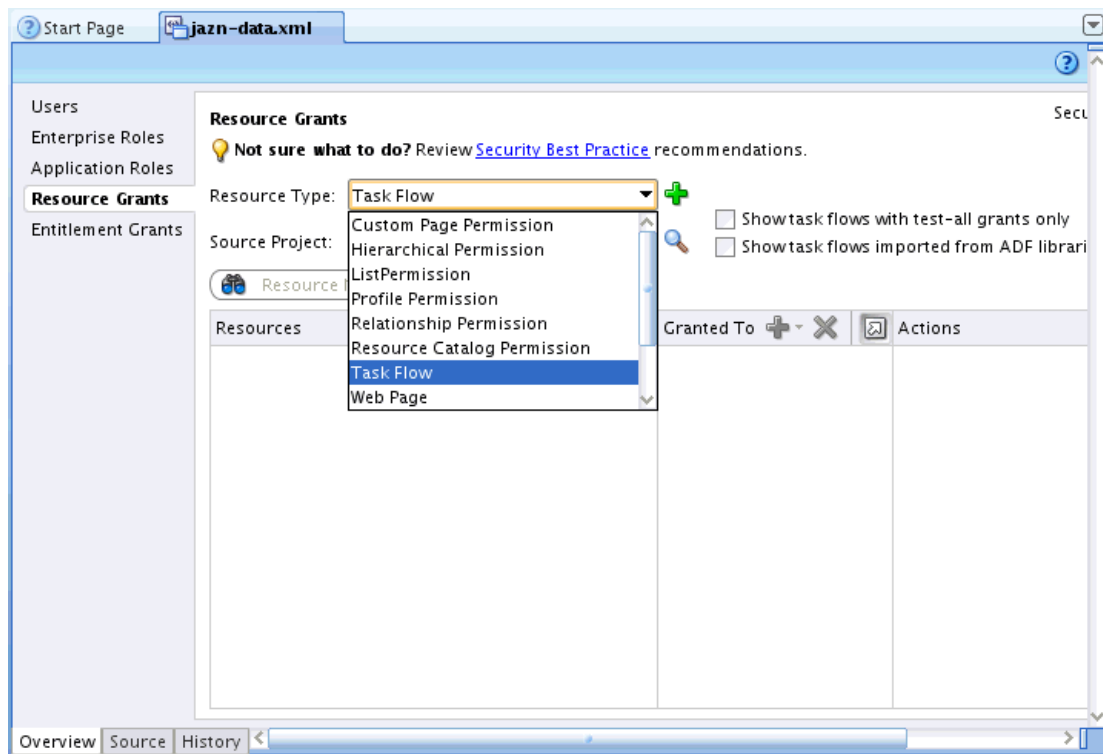 Start Page
jazn-data.xml
Users
Enterprise Roles
Application Roles
Resource Grants
Entitlement Grants
Resource Grants
Secu
Not sure what to do? Review Security Best Practice recommendations.
Resource Type: Task Flow
Show task flows with test-all grants only
Source Project:
Show task flows imported from ADF librari
Custom Page Permission
Hierarchical Permission
ListPermission
Profile Permission
Relationship Permission
Resource Catalog Permission
Task Flow
Web Page
Resource
Resources
Granted To
Actions
Overview Source History